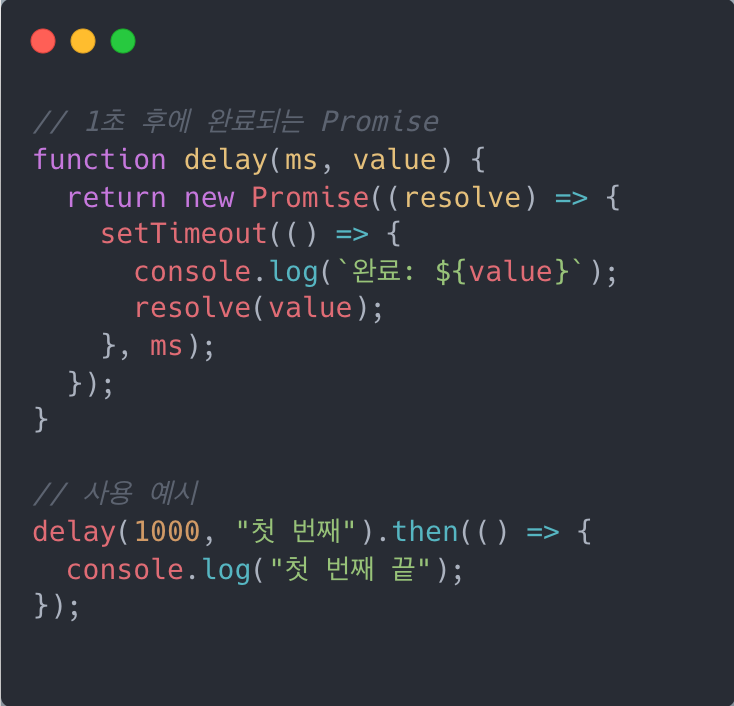 // 1초 후에 완료되는 Promise
function delay(ms, value) {
  return new Promise((resolve) => {
    setTimeout(() => {
      console.log(`완료: ${value}`);
      resolve(value);
    }, ms);
  });
}

// 사용 예시
delay(1000, "첫 번째").then(() => {
  console.log("첫 번째 끝");
});